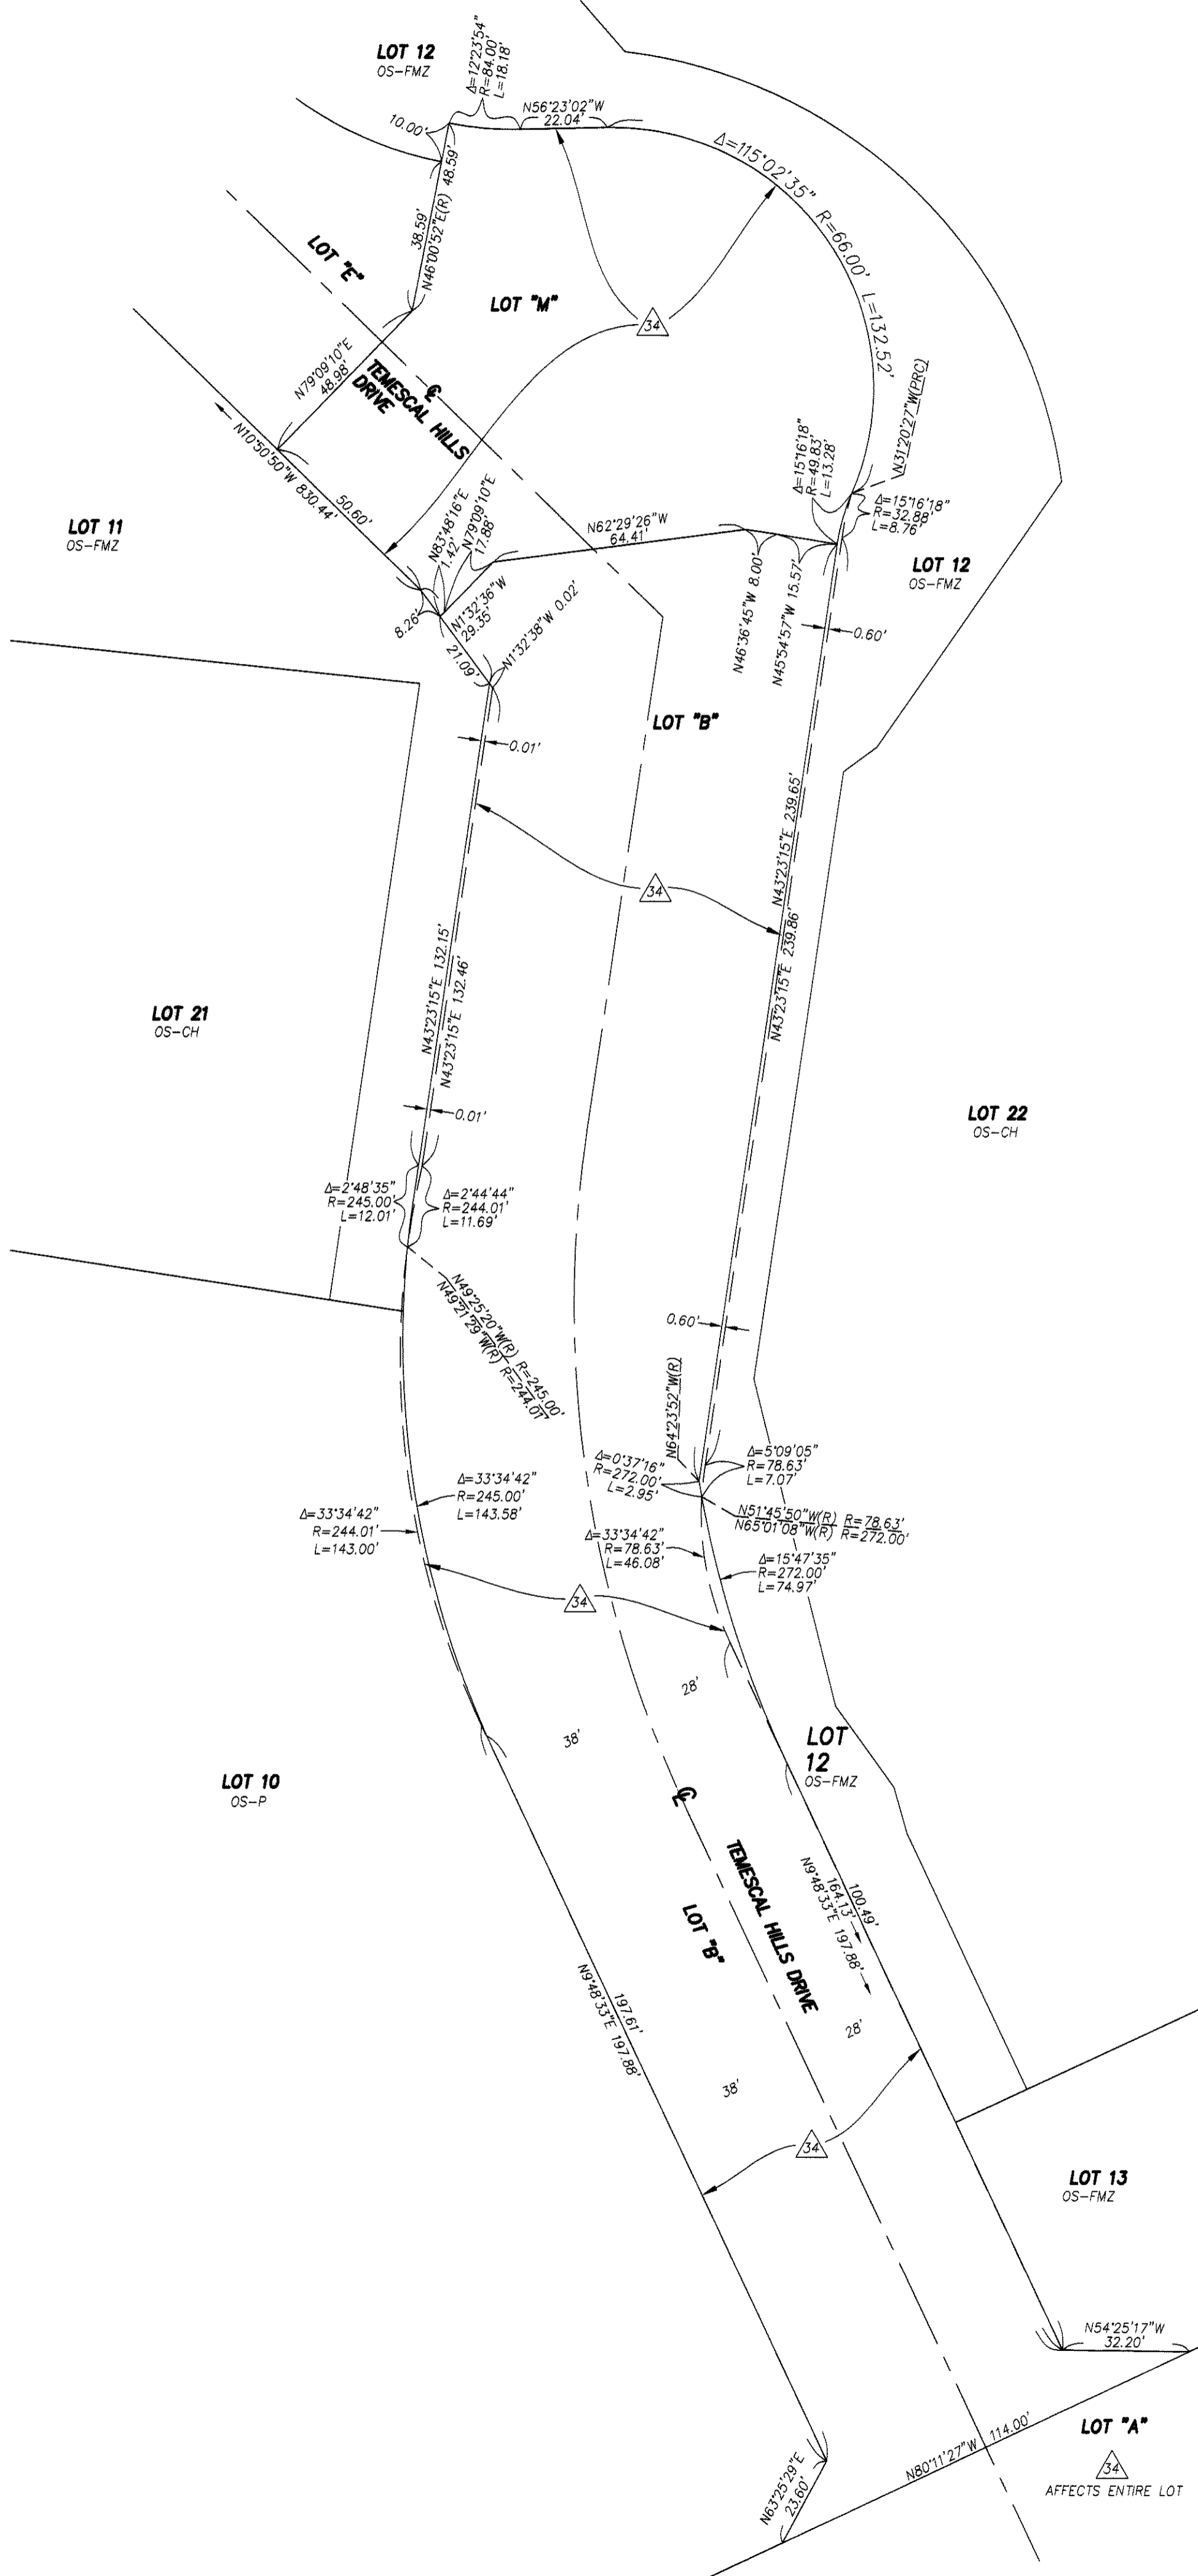 LOT 12
OS-FMZ
Δ=12°23'54"
R=84.00'
L=18.18'
N56°23'02"W
22.04'
10.00'
Δ=115°02'35" R=66.00' L=132.52'
38.59'
N46°00'52"E(R) 48.59'
LOT "E"
LOT "M"
34
N79°09'10"E
48.98'
℄
TEMESCAL HILLS
DRIVE
N31°20'27"W(PRC)
N10°50'50"W 830.44'
50.60'
Δ=15°16'18"
R=49.83'
L=13.28'
Δ=15°16'18"
R=32.88'
L=8.76'
LOT 11
OS-FMZ
N83°48'16"E
1.42'
N79°09'10"E
17.88'
N62°29'26"W
64.41'
LOT 12
OS-FMZ
8.26'
N1°32'36"W
29.35'
21.09'
N1°32'38"W 0.02'
N46°36'45"W 8.00'
N45°54'57"W 15.57'
0.60'
LOT "B"
0.01'
N43°23'15"E 239.65'
N43°23'15"E 239.86'
34
N43°23'15"E 132.15'
N43°23'15"E 132.46'
LOT 21
OS-CH
LOT 22
OS-CH
0.01'
Δ=2°48'35"
R=245.00'
L=12.01'
Δ=2°44'44"
R=244.01'
L=11.69'
N49°25'20"W(R) R=245.00'
N49°21'29"W(R) R=244.01'
0.60'
N64°23'52"W(R)
Δ=0°37'16"
R=272.00'
L=2.95'
Δ=5°09'05"
R=78.63'
L=7.07'
N51°45'50"W(R) R=78.63'
N65°01'08"W(R) R=272.00'
Δ=33°34'42"
R=245.00'
L=143.58'
Δ=33°34'42"
R=244.01'
L=143.00'
Δ=33°34'42"
R=78.63'
L=46.08'
Δ=15°47'35"
R=272.00'
L=74.97'
34
28'
38'
LOT
12
OS-FMZ
LOT 10
OS-P
℄
TEMESCAL HILLS DRIVE
LOT "B"
100.49'
164.13'
N9°48'33"E 197.88'
197.61'
N9°48'33"E 197.88'
28'
38'
34
LOT 13
OS-FMZ
N54°25'17"W
32.20'
N80°11'27"W 114.00'
LOT "A"
34
AFFECTS ENTIRE LOT
N63°25'29"E
23.60'